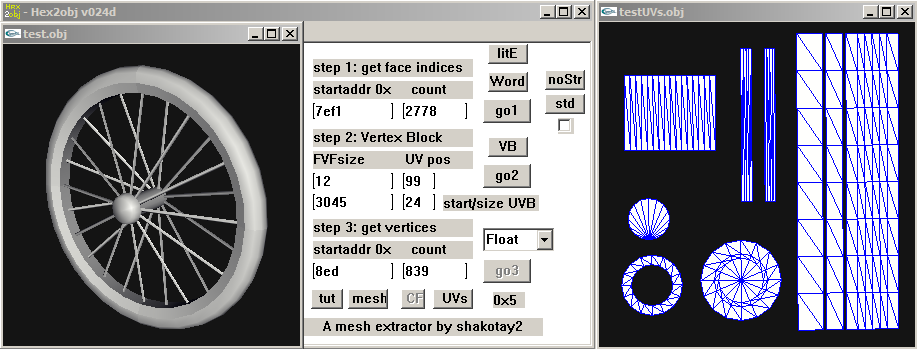 Hex
2obj - Hex2obj v024d
test.obj
testUVs.obj
litE
step 1: get face indices
Word
noStr
startaddr 0x count
[7ef1 ] [2778 ]
go1
std
step 2: Vertex Block
VB
FVFsize UV pos
[12 ] [99 ]
go2
[3045 ] [24 ] start/size UVB
step 3: get vertices
Float
startaddr 0x count
[8ed ] [839 ]
go3
tut mesh CF UVs 0x5
A mesh extractor by shakotay2